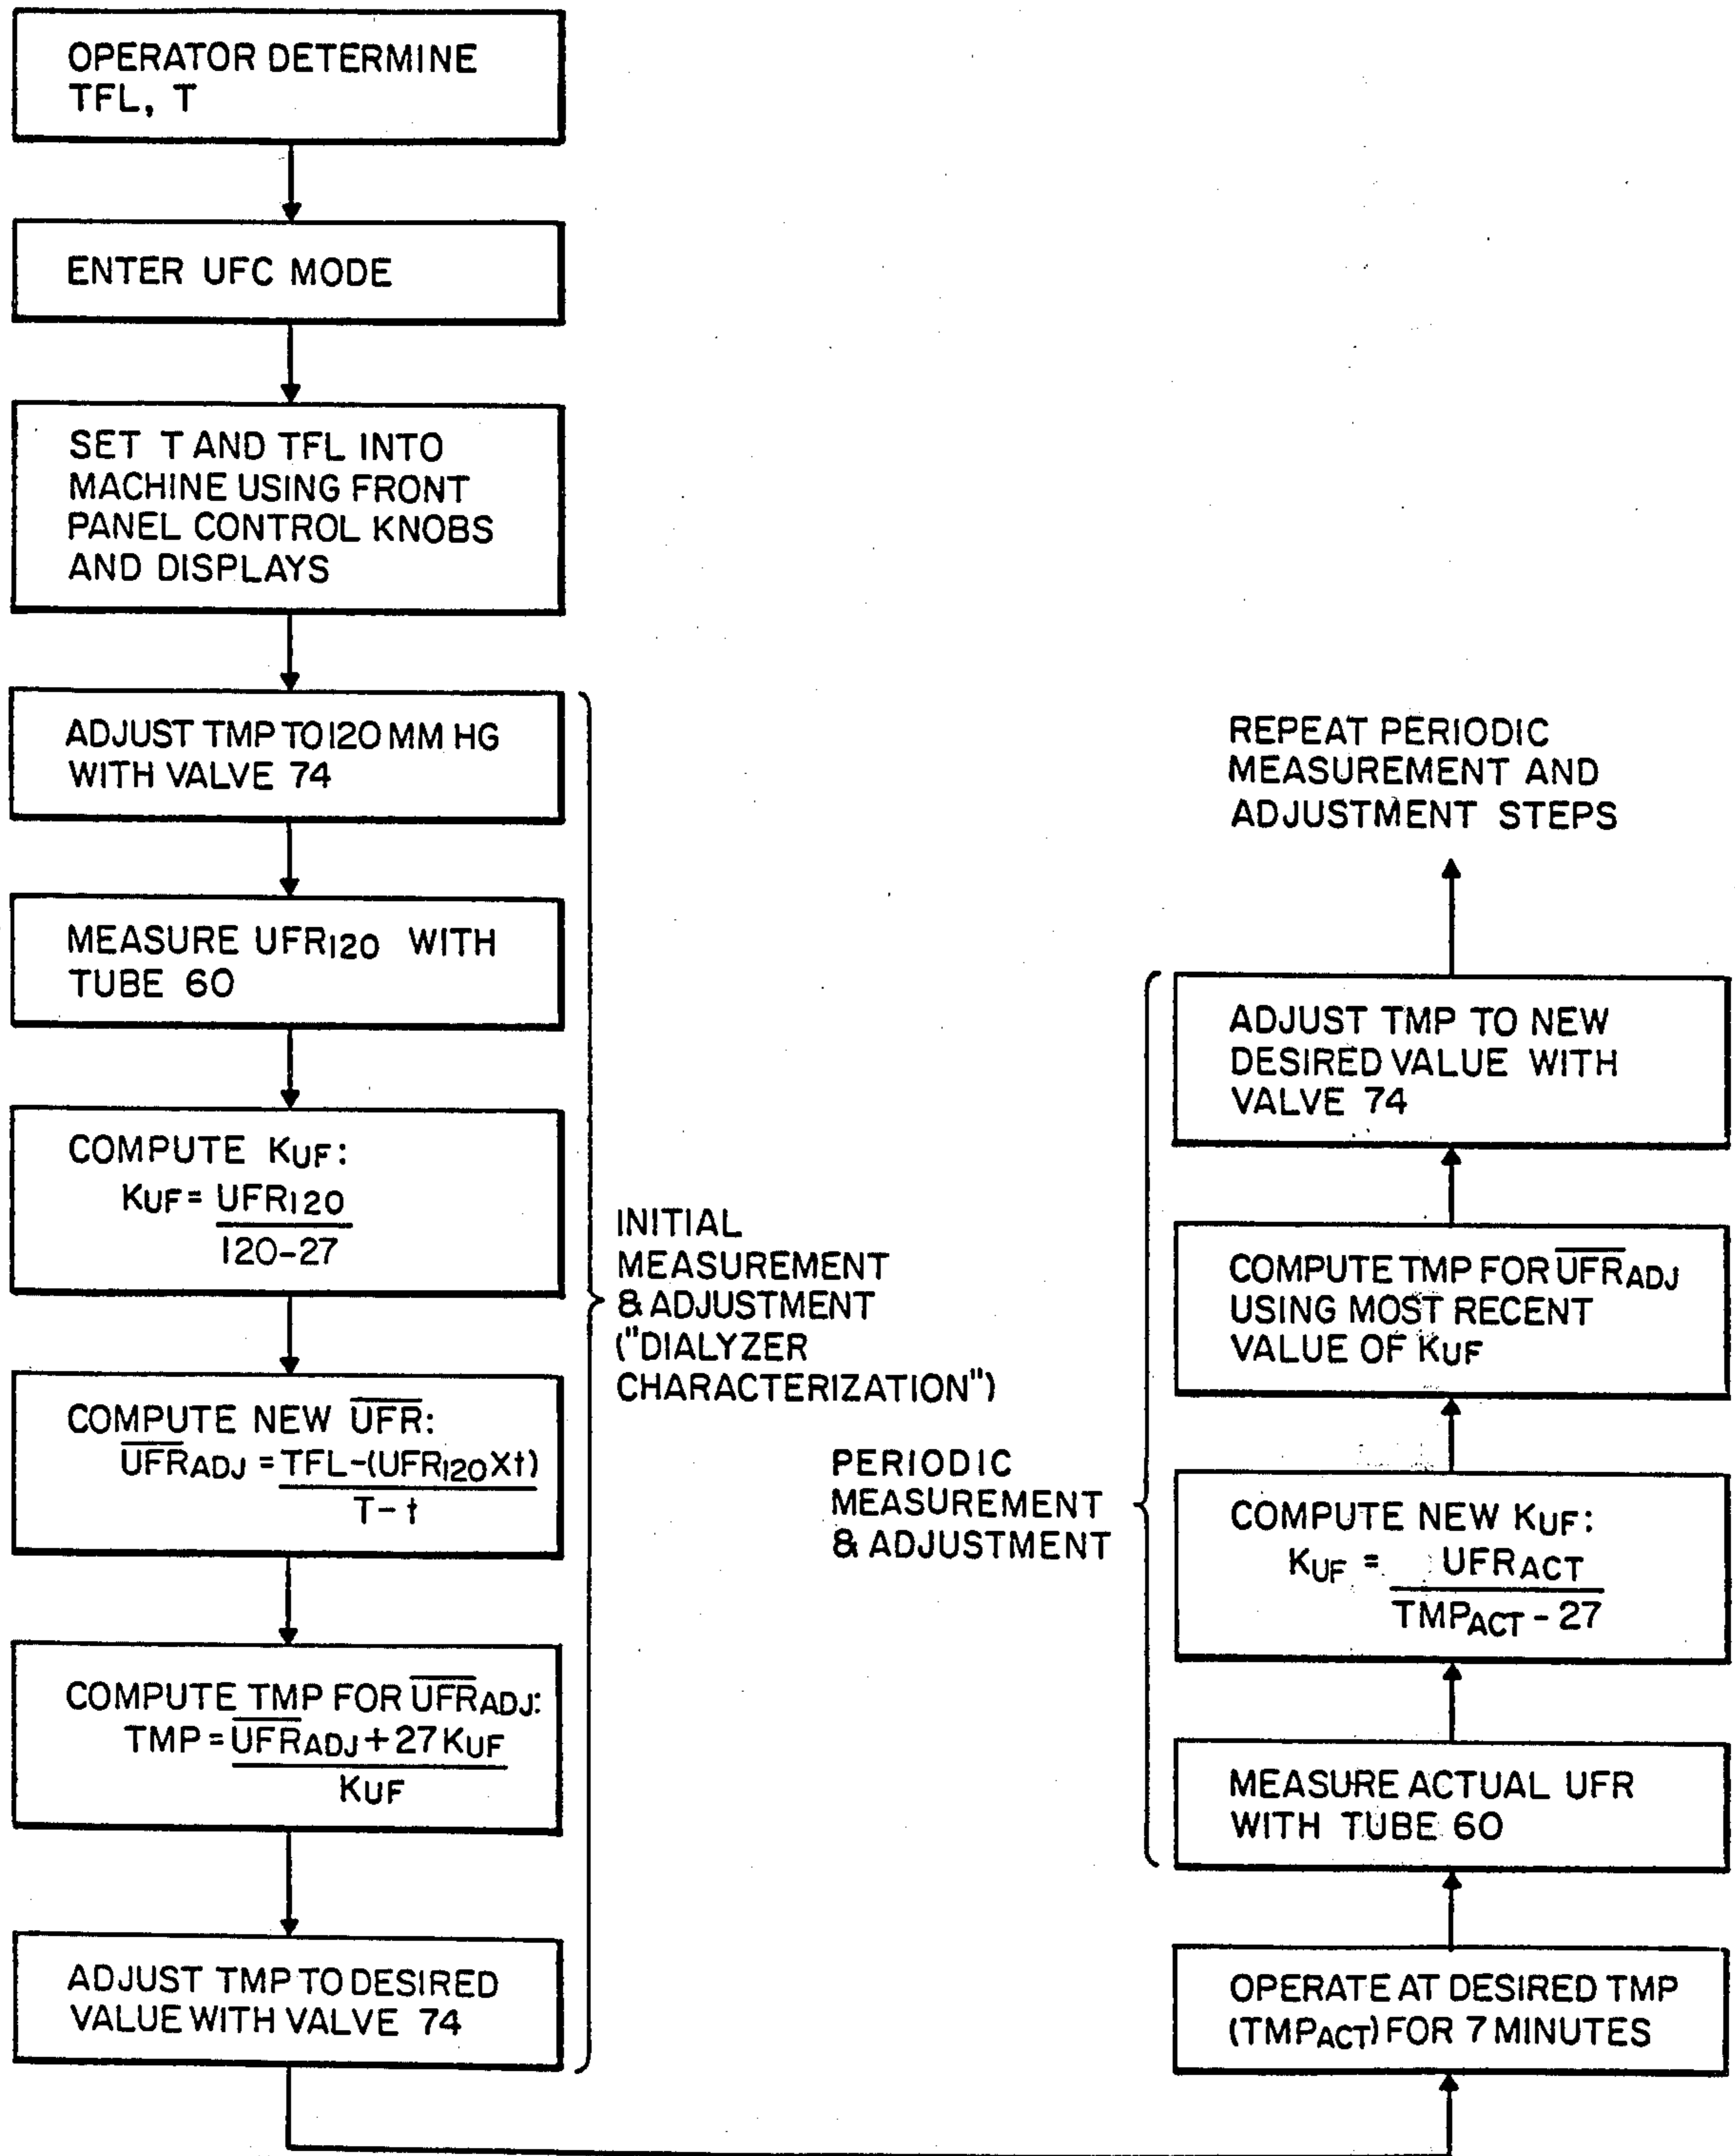 OPERATOR DETERMINE
TFL, T
ENTER UFC MODE
SET T AND TFL INTO
MACHINE USING FRONT
PANEL CONTROL KNOBS
AND DISPLAYS
ADJUST TMP TO 120 MM HG
WITH VALVE 74
MEASURE UFR120 WITH
TUBE 60
COMPUTE KUF:
KUF = UFR120
120-27
COMPUTE NEW U̅F̅R̅:
U̅F̅R̅ADJ = TFL-(UFR120Xt)
T-t
COMPUTE TMP FOR U̅F̅R̅ADJ:
TMP = U̅F̅R̅ADJ + 27 KUF
KUF
ADJUST TMP TO DESIRED
VALUE WITH VALVE 74
INITIAL
MEASUREMENT
& ADJUSTMENT
("DIALYZER
CHARACTERIZATION")
OPERATE AT DESIRED TMP
(TMPACT) FOR 7 MINUTES
MEASURE ACTUAL UFR
WITH TUBE 60
COMPUTE NEW KUF:
KUF = UFRACT
TMPACT - 27
COMPUTE TMP FOR U̅F̅R̅ADJ
USING MOST RECENT
VALUE OF KUF
ADJUST TMP TO NEW
DESIRED VALUE WITH
VALVE 74
PERIODIC
MEASUREMENT
& ADJUSTMENT
REPEAT PERIODIC
MEASUREMENT AND
ADJUSTMENT STEPS